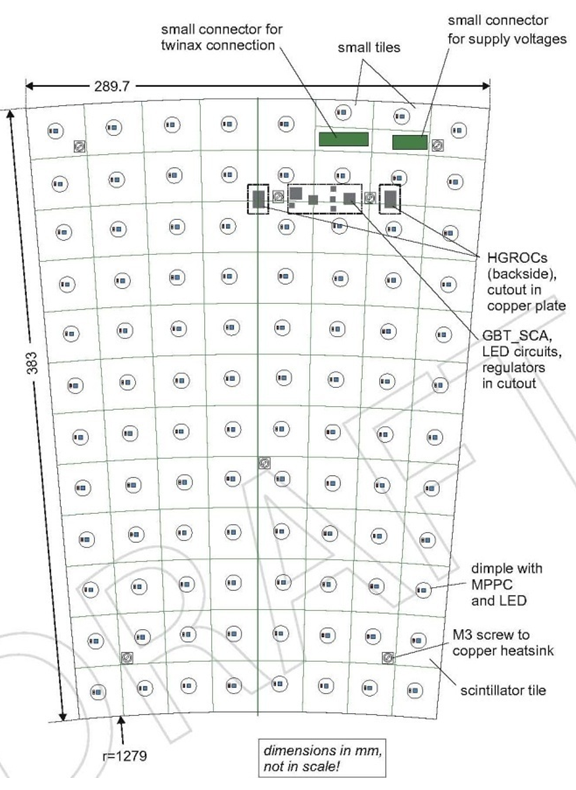 small connector for
twinax connection
small tiles
small connector
for supply voltages
289.7
383
HGROCs
(backside),
cutout in
copper plate
GBT_SCA,
LED circuits,
regulators
in cutout
dimple with
MPPC
and LED
M3 screw to
copper heatsink
scintillator tile
r=1279
dimensions in mm,
not in scale!
DRAFT